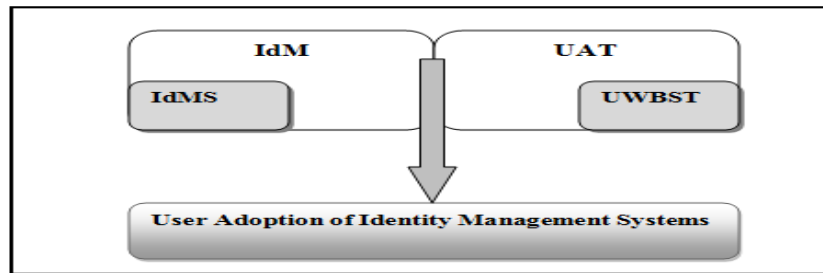 IdM
UAT
IdMS
UWBST
User Adoption of Identity Management Systems